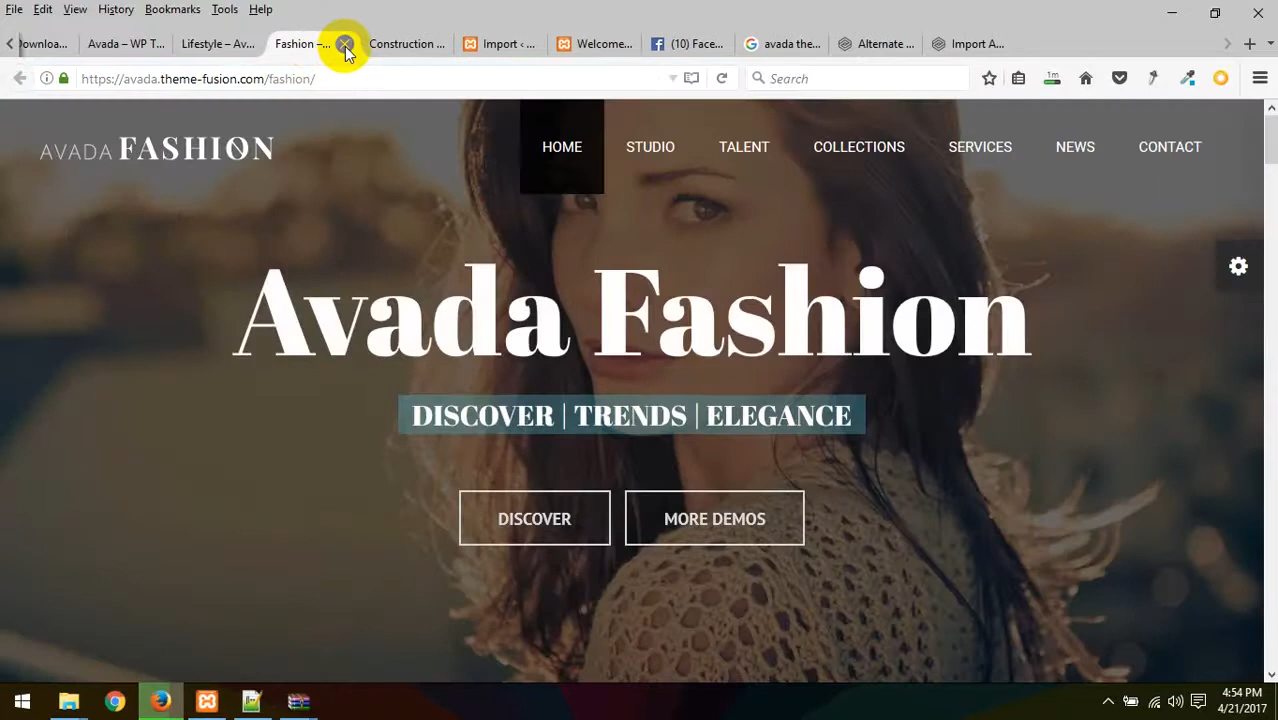 File Edit View History Bookmarks Tools Help
Downloa... Avada – WP T... Lifestyle – Av... Fashion –... Construction ... Import ‹ ... Welcome... (10) Face... avada the... Alternate ... Import A...
https://avada.theme-fusion.com/fashion/ Search 1m
AVADA FASHION HOME STUDIO TALENT COLLECTIONS SERVICES NEWS CONTACT
Avada Fashion
DISCOVER | TRENDS | ELEGANCE
DISCOVER MORE DEMOS
4:54 PM
4/21/2017